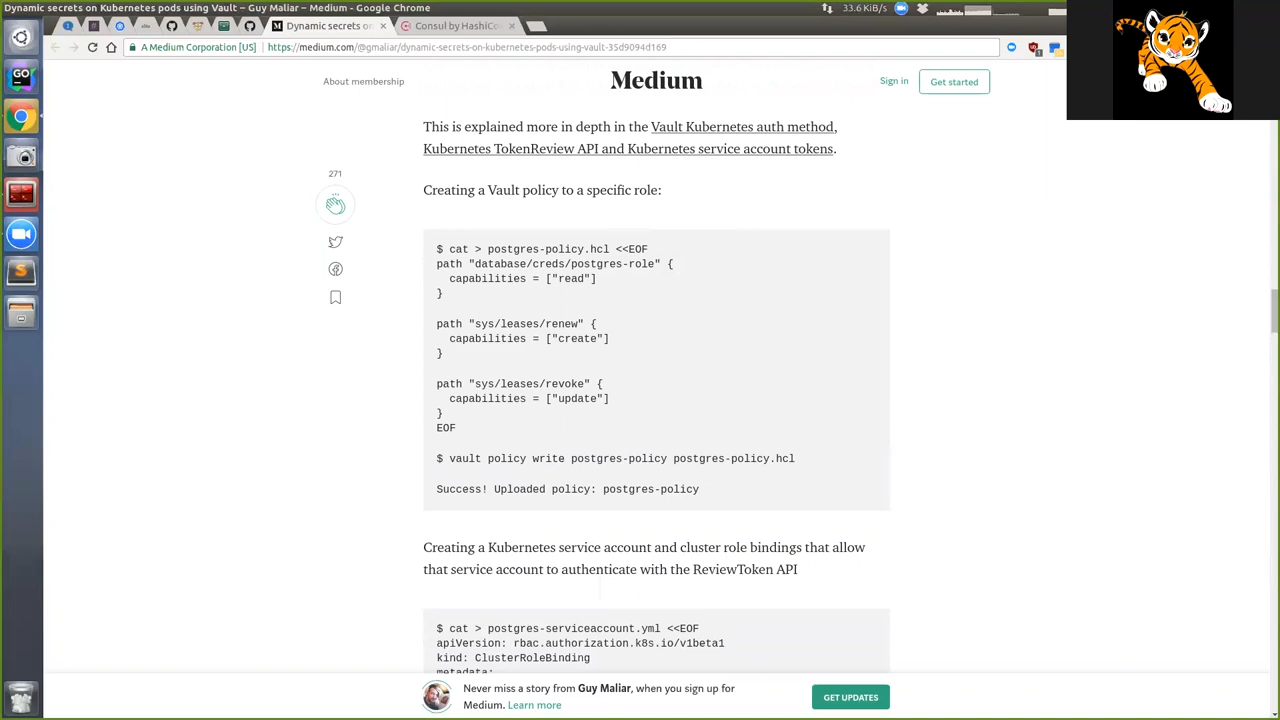 Dynamic secrets on Kubernetes pods using Vault – Guy Maliar – Medium - Google Chrome
33.6 KiB/s
Dynamic secrets on
Consul by HashiCo
A Medium Corporation [US]
https://medium.com/@gmaliar/dynamic-secrets-on-kubernetes-pods-using-vault-35d9094d169
About membership
Medium
Sign in
Get started
This is explained more in depth in the Vault Kubernetes auth method,
Kubernetes TokenReview API and Kubernetes service account tokens.
271
Creating a Vault policy to a specific role:
$ cat > postgres-policy.hcl <<EOF
path "database/creds/postgres-role" {
capabilities = ["read"]
}
path "sys/leases/renew" {
capabilities = ["create"]
}
path "sys/leases/revoke" {
capabilities = ["update"]
}
EOF
$ vault policy write postgres-policy postgres-policy.hcl
Success! Uploaded policy: postgres-policy
Creating a Kubernetes service account and cluster role bindings that allow
that service account to authenticate with the ReviewToken API
$ cat > postgres-serviceaccount.yml <<EOF
apiVersion: rbac.authorization.k8s.io/v1beta1
kind: ClusterRoleBinding
metadata:
Never miss a story from Guy Maliar, when you sign up for
Medium. Learn more
GET UPDATES
GO